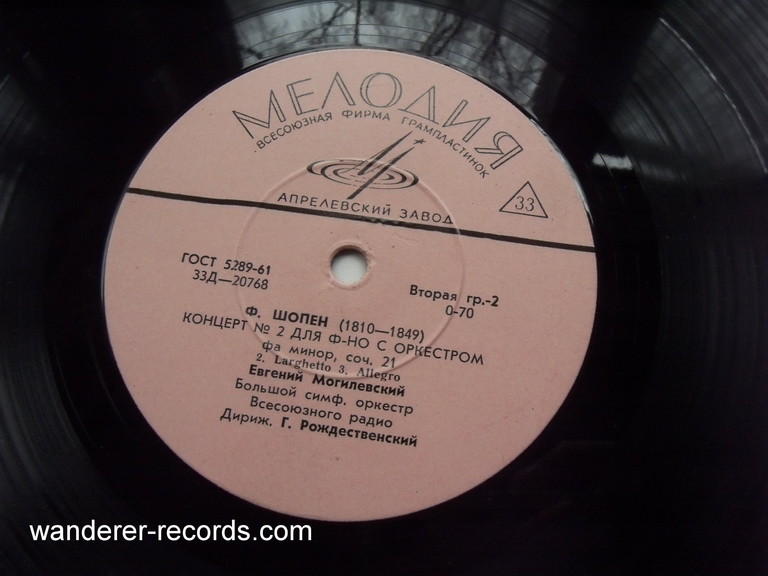 МЕЛОДИЯ
ВСЕСОЮЗНАЯ ФИРМА ГРАМПЛАСТИНОК
АПРЕЛЕВСКИЙ ЗАВОД
33
ГОСТ 5289-61
33Д—20768
Вторая гр.-2
0-70
Ф. ШОПЕН (1810—1849)
КОНЦЕРТ № 2 ДЛЯ Ф-НО С ОРКЕСТРОМ
фа минор, соч. 21
2. Larghetto 3. Allegro
Евгений Могилевский
Большой симф. оркестр
Всесоюзного радио
Дириж. Г. Рождественский
wanderer-records.com